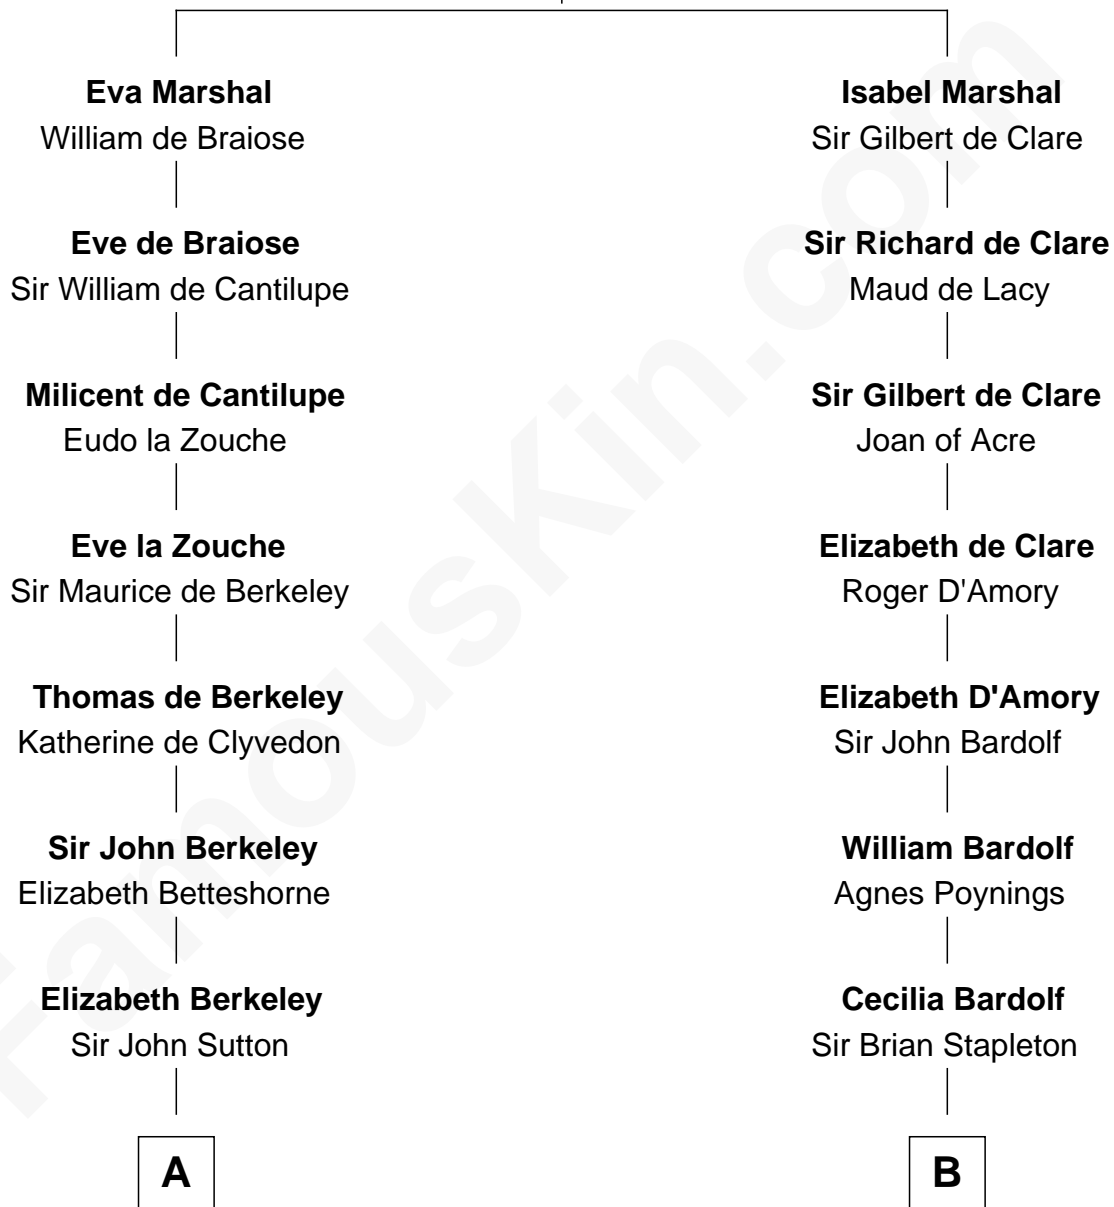 Eva Marshal
William de Braiose
Eve de Braiose
Sir William de Cantilupe
Milicent de Cantilupe
Eudo la Zouche
Eve la Zouche
Sir Maurice de Berkeley
Thomas de Berkeley
Katherine de Clyvedon
Sir John Berkeley
Elizabeth Betteshorne
Elizabeth Berkeley
Sir John Sutton
A
Isabel Marshal
Sir Gilbert de Clare
Sir Richard de Clare
Maud de Lacy
Sir Gilbert de Clare
Joan of Acre
Elizabeth de Clare
Roger D'Amory
Elizabeth D'Amory
Sir John Bardolf
William Bardolf
Agnes Poynings
Cecilia Bardolf
Sir Brian Stapleton
B
FamousKin.com